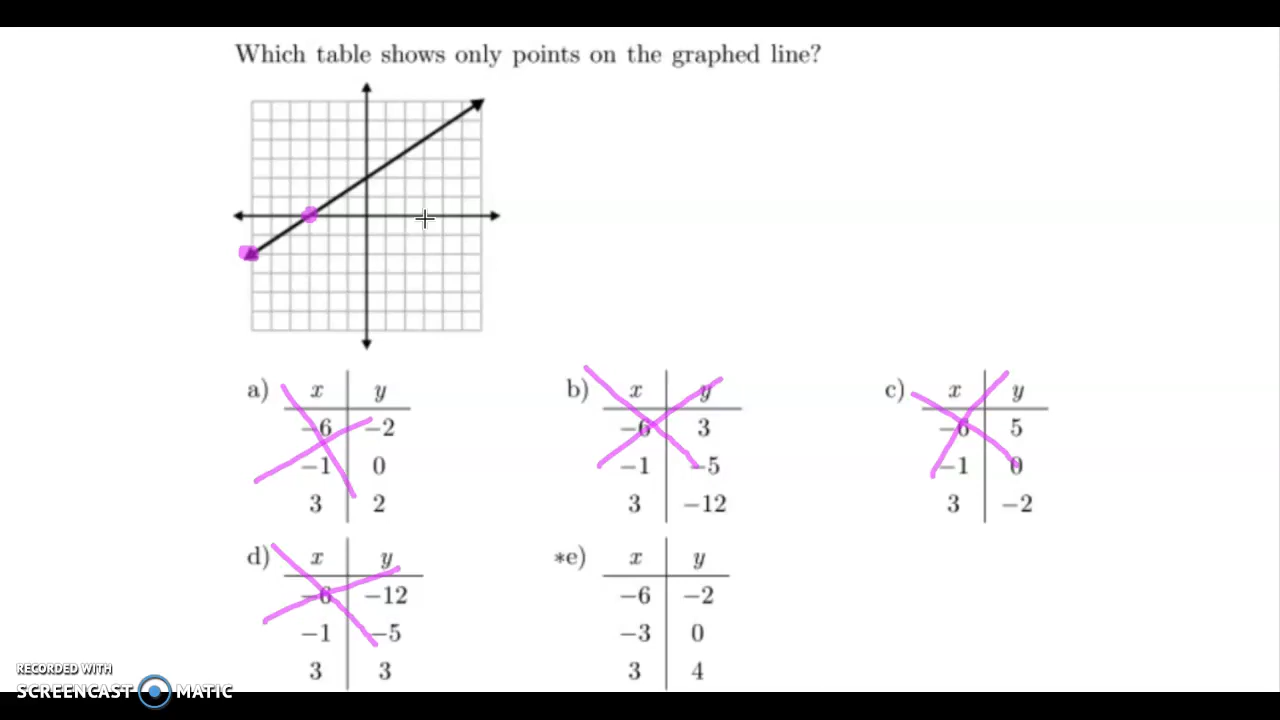 Which table shows only points on the graphed line?
a) x y
−6 −2
−1 0
3 2
b) x y
−6 3
−1 −5
3 −12
c) x y
−6 5
−1 0
3 −2
d) x y
−6 −12
−1 −5
3 3
*e) x y
−6 −2
−3 0
3 4
RECORDED WITH
SCREENCAST MATIC